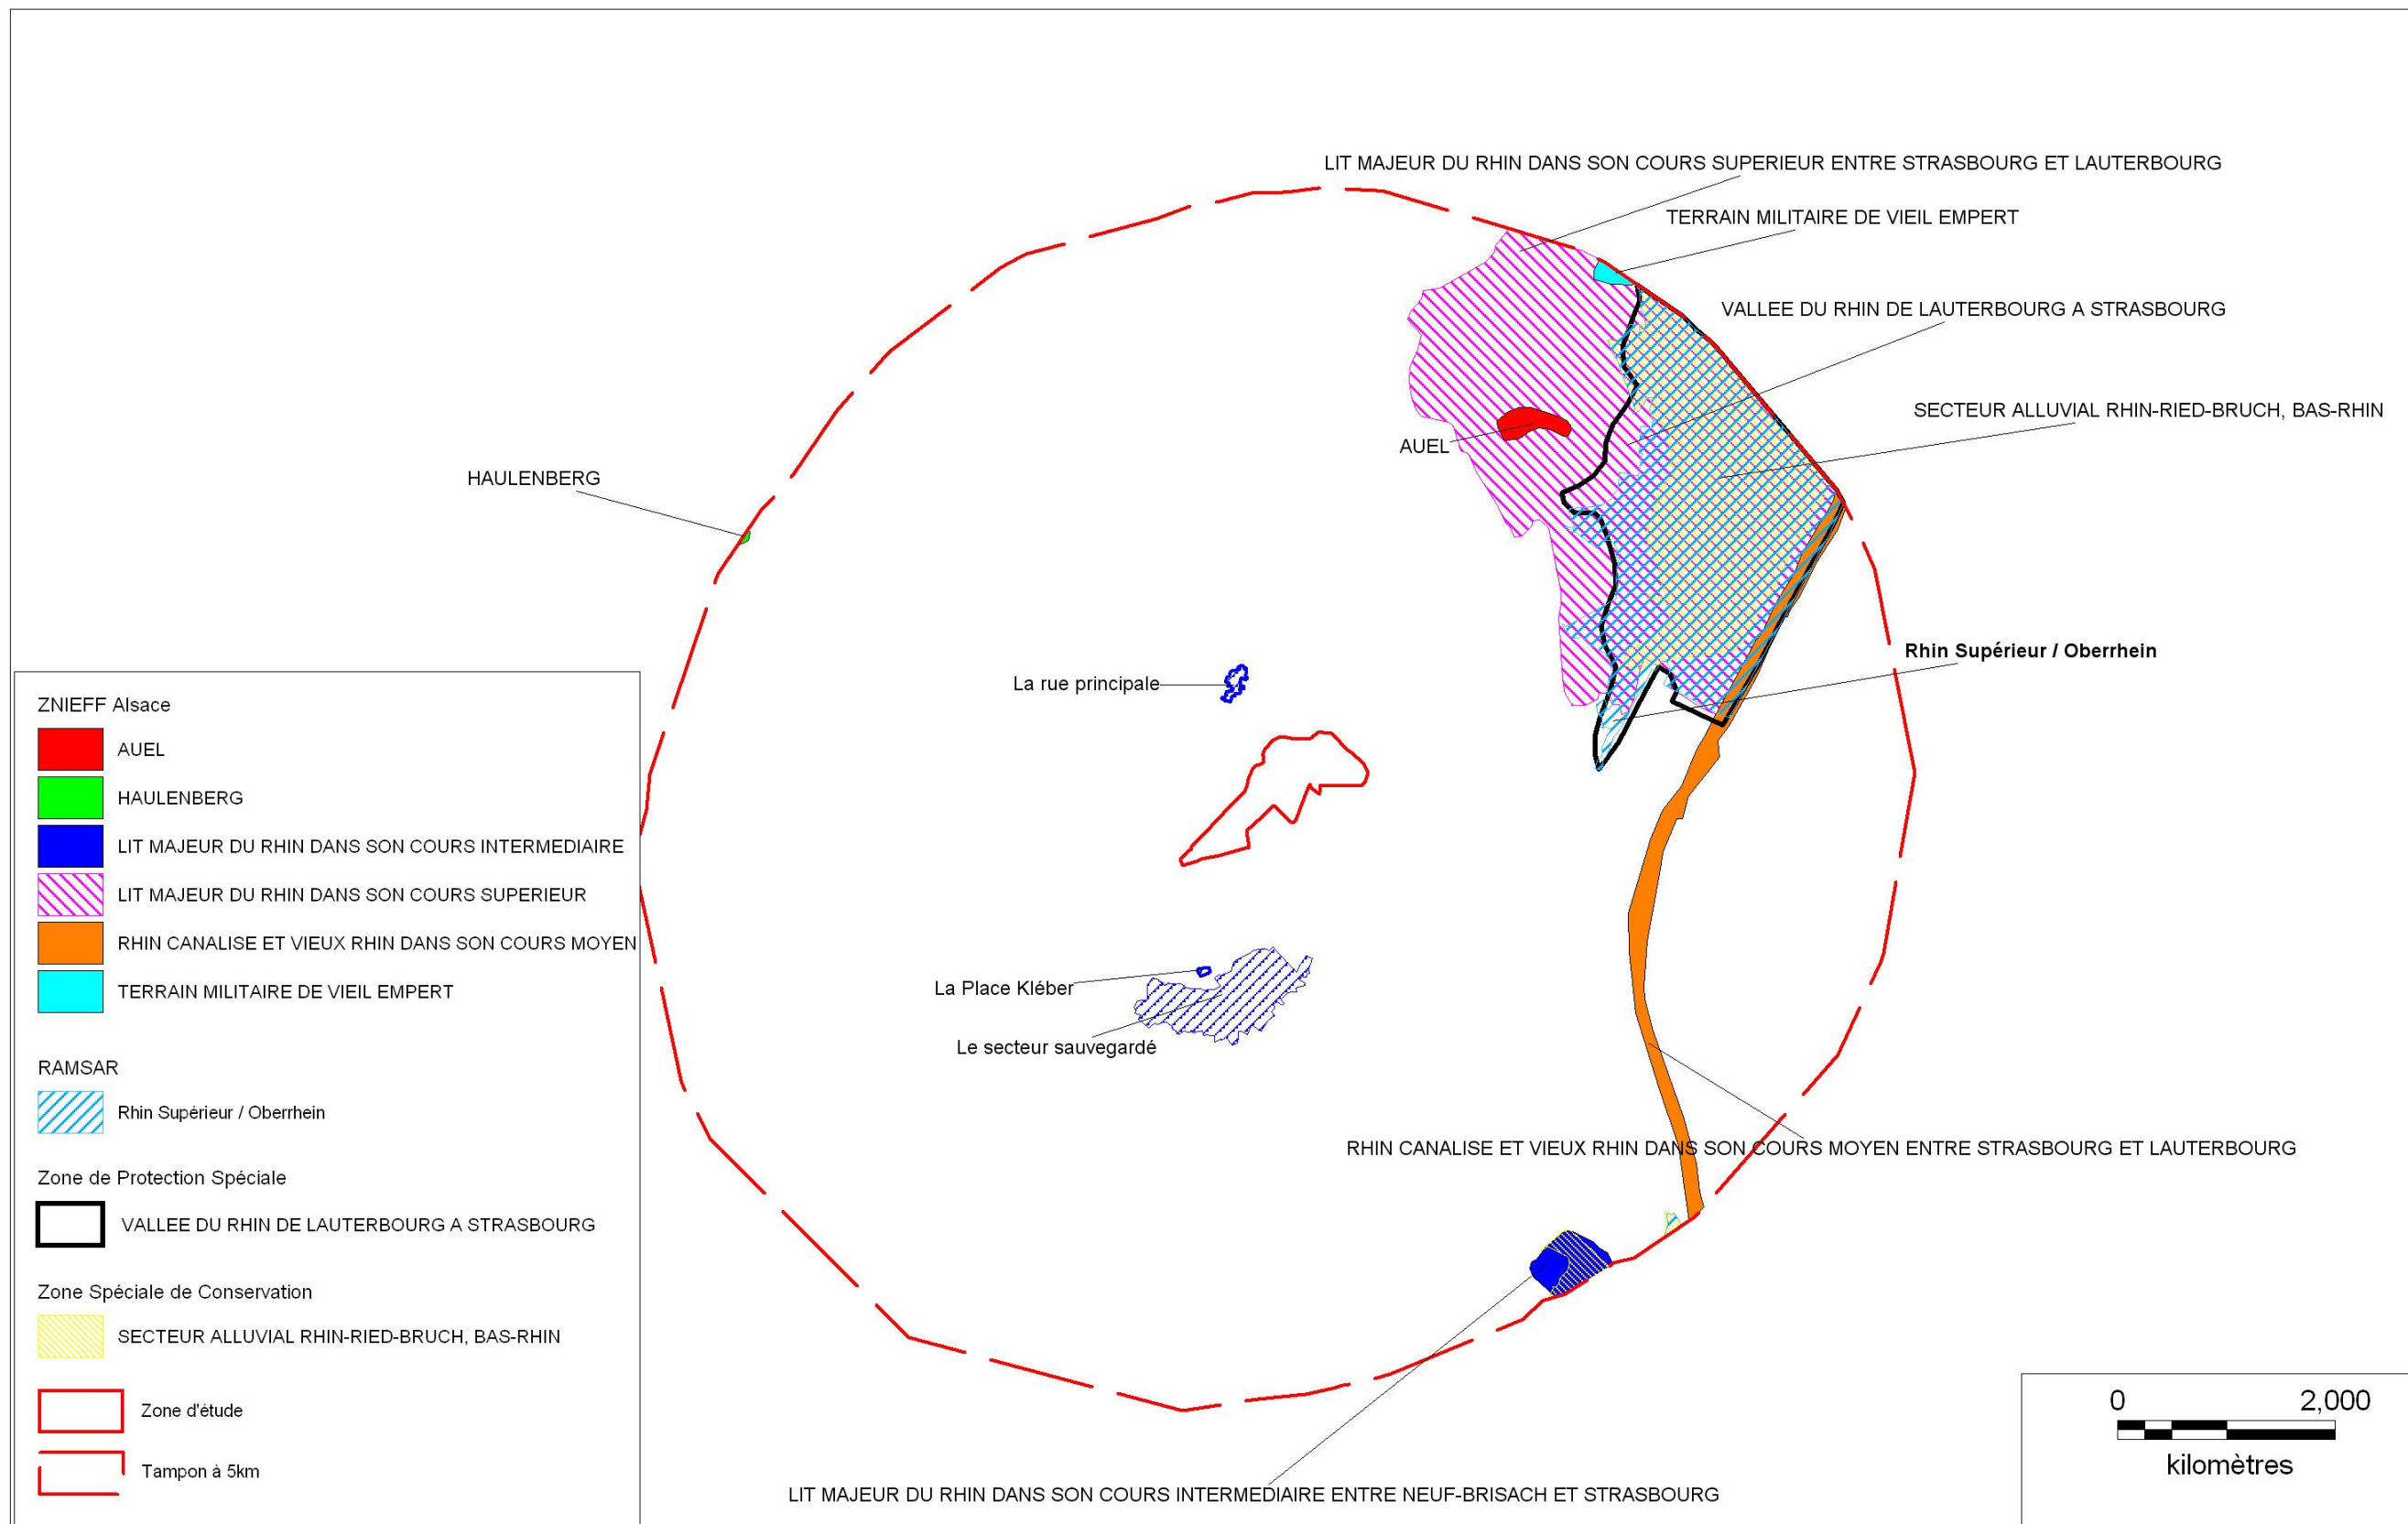 LIT MAJEUR DU RHIN DANS SON COURS SUPERIEUR ENTRE STRASBOURG ET LAUTERBOURG
TERRAIN MILITAIRE DE VIEIL EMPERT
VALLEE DU RHIN DE LAUTERBOURG A STRASBOURG
SECTEUR ALLUVIAL RHIN-RIED-BRUCH, BAS-RHIN
AUEL
HAULENBERG
Rhin Supérieur / Oberrhein
La rue principale
La Place Kléber
Le secteur sauvegardé
RHIN CANALISE ET VIEUX RHIN DANS SON COURS MOYEN ENTRE STRASBOURG ET LAUTERBOURG
LIT MAJEUR DU RHIN DANS SON COURS INTERMEDIAIRE ENTRE NEUF-BRISACH ET STRASBOURG
ZNIEFF Alsace
AUEL
HAULENBERG
LIT MAJEUR DU RHIN DANS SON COURS INTERMEDIAIRE
LIT MAJEUR DU RHIN DANS SON COURS SUPERIEUR
RHIN CANALISE ET VIEUX RHIN DANS SON COURS MOYEN
TERRAIN MILITAIRE DE VIEIL EMPERT
RAMSAR
Rhin Supérieur / Oberrhein
Zone de Protection Spéciale
VALLEE DU RHIN DE LAUTERBOURG A STRASBOURG
Zone Spéciale de Conservation
SECTEUR ALLUVIAL RHIN-RIED-BRUCH, BAS-RHIN
Zone d'étude
Tampon à 5km
0 2,000
kilomètres